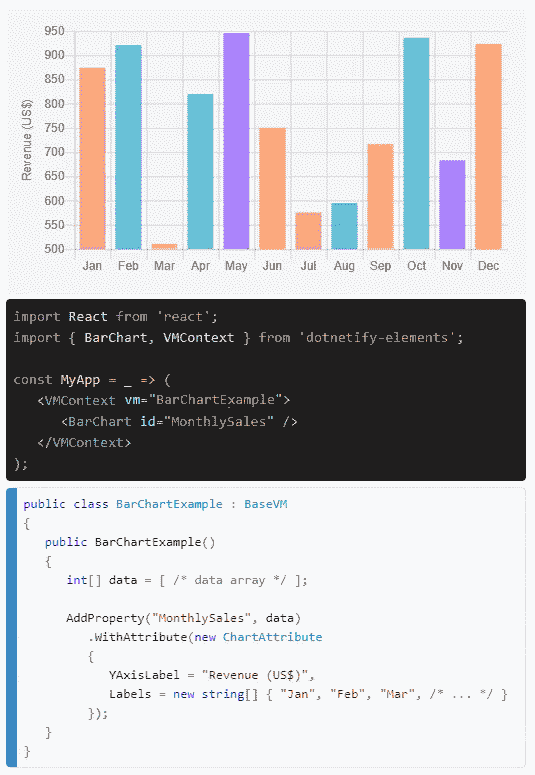 950
900
850
800
750
700
650
600
550
500
Revenue (US$)
Jan Feb Mar Apr May Jun Jul Aug Sep Oct Nov Dec
import React from 'react';
import { BarChart, VMContext } from 'dotnetify-elements';
const MyApp = _ => (
<VMContext vm="BarChartExample">
<BarChart id="MonthlySales" />
</VMContext>
);
public class BarChartExample : BaseVM
{
public BarChartExample()
{
int[] data = [ /* data array */ ];
AddProperty("MonthlySales", data)
.WithAttribute(new ChartAttribute
{
YAxisLabel = "Revenue (US$)",
Labels = new string[] { "Jan", "Feb", "Mar", /* ... */ }
});
}
}